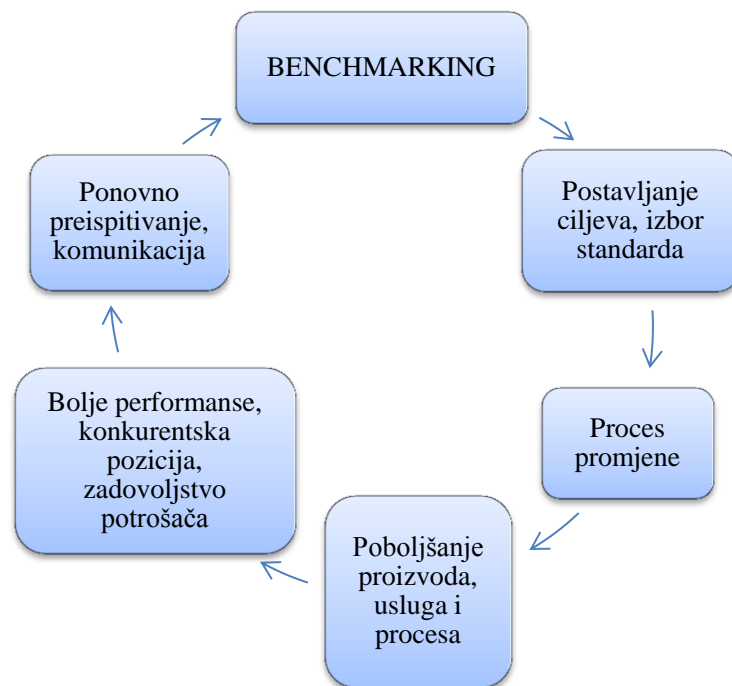 BENCHMARKING
Postavljanje
ciljeva, izbor
standarda
Proces
promjene
Poboljšanje
proizvoda,
usluga i
procesa
Bolje performanse,
konkurentska
pozicija,
zadovoljstvo
potrošača
Ponovno
preispitivanje,
komunikacija